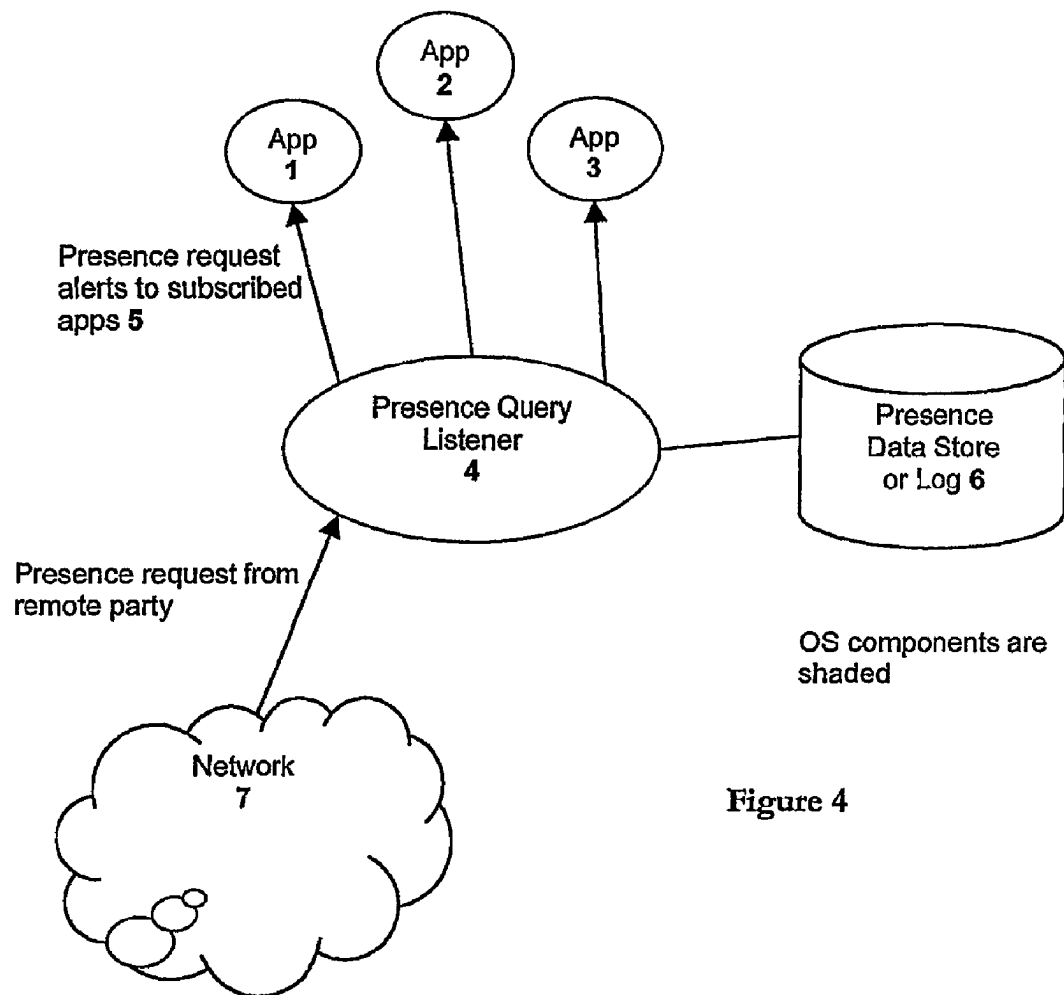 App
2
App
1
App
3
Presence request
alerts to subscribed
apps 5
Presence Query
Listener
4
Presence
Data Store
or Log 6
Presence request from
remote party
OS components are
shaded
Network
7
Figure 4